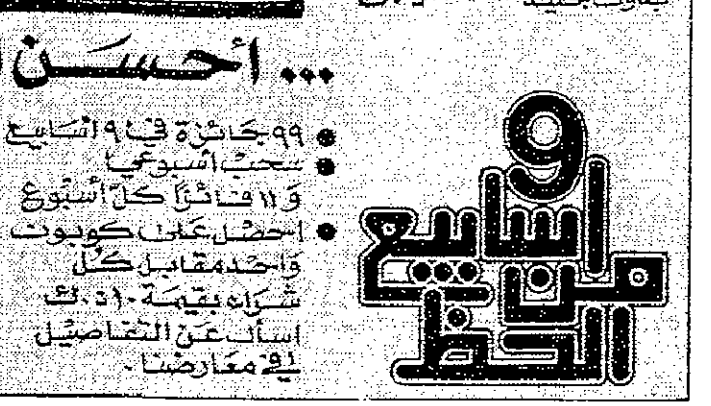 ... أحسن
• ٩٩ جائزة في ٩ أسابيع
• سحب أسبوعي
و ١١ فائزاً كل أسبوع
• احصل على كوبون
واحد مقابل كل
شراء بقيمة ١٠ د.ك
اسأل عن التفاصيل
في معارضنا.
٩
أسابيع
من
الحظ